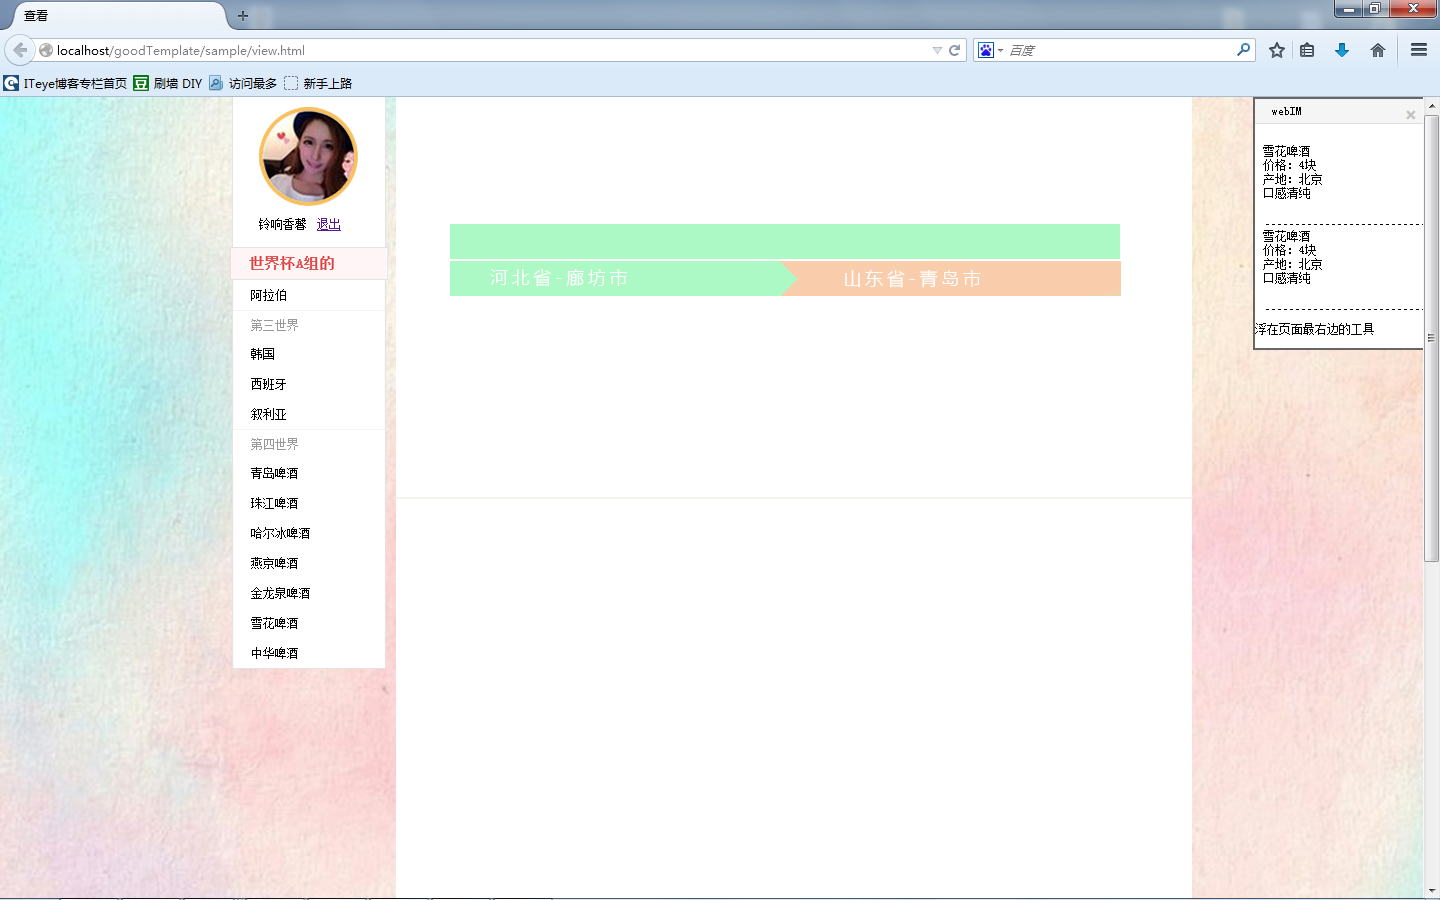 查看
localhost/goodTemplate/sample/view.html
百度
ITeye博客专栏首页 刷墙 DIY 访问最多 新手上路
铃响香馨 退出
世界杯A组的
阿拉伯
第三世界
韩国
西班牙
叙利亚
第四世界
青岛啤酒
珠江啤酒
哈尔冰啤酒
燕京啤酒
金龙泉啤酒
雪花啤酒
中华啤酒
河北省-廊坊市 山东省-青岛市
webIM
雪花啤酒
价格: 4块
产地: 北京
口感清纯
雪花啤酒
价格: 4块
产地: 北京
口感清纯
浮在页面最右边的工具